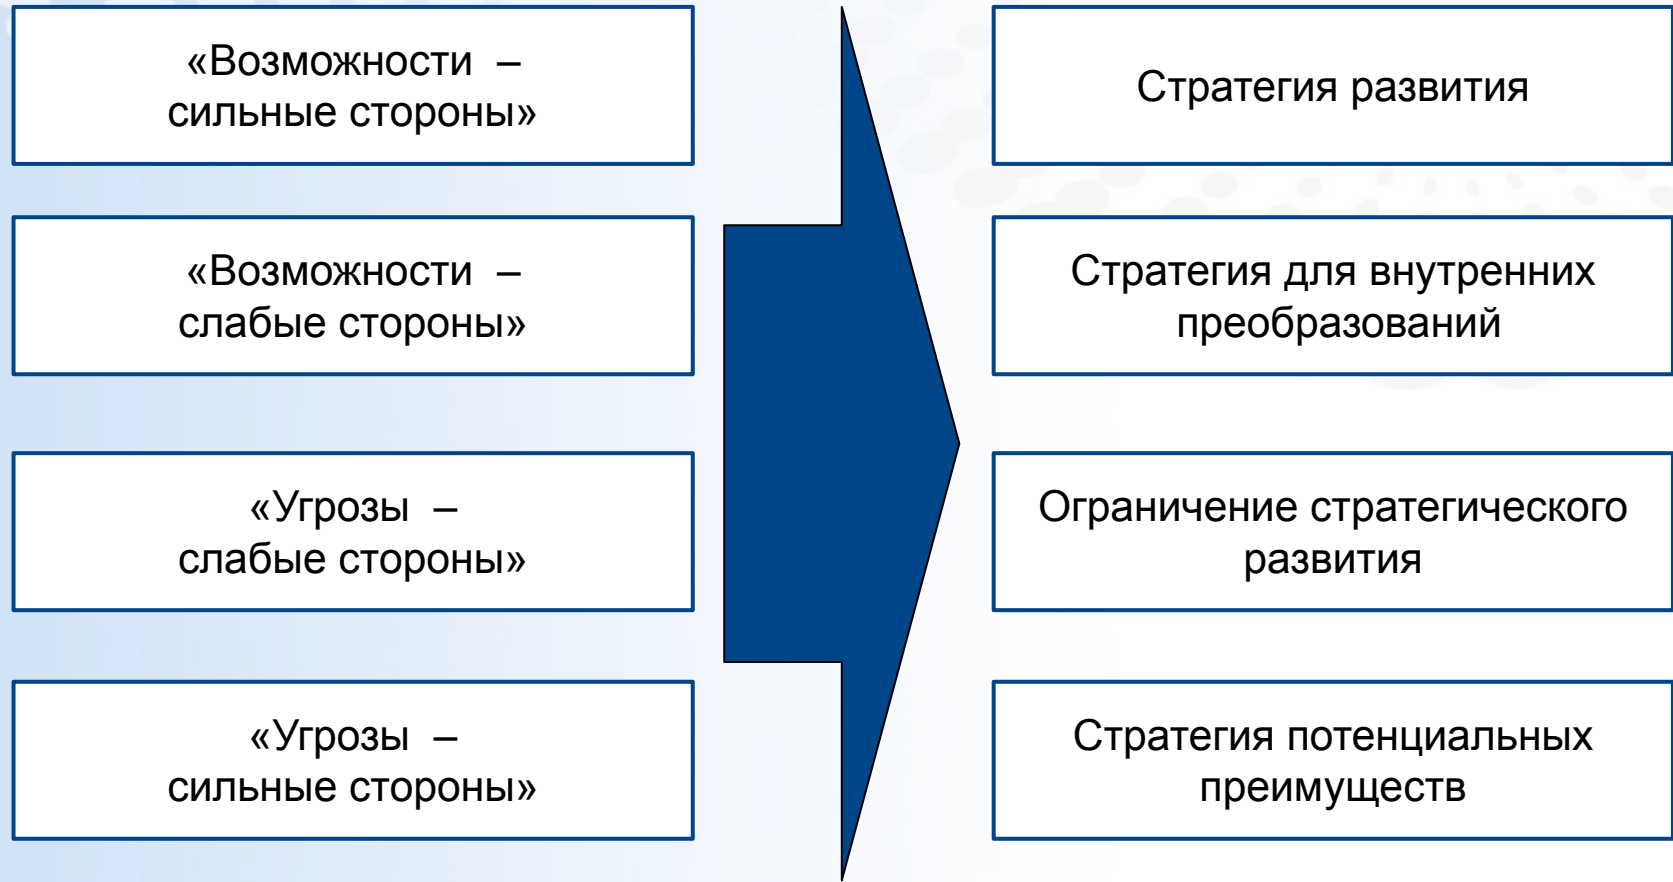 «Возможности –
сильные стороны»
Стратегия развития
«Возможности –
слабые стороны»
Стратегия для внутренних
преобразований
«Угрозы –
слабые стороны»
Ограничение стратегического
развития
«Угрозы –
сильные стороны»
Стратегия потенциальных
преимуществ